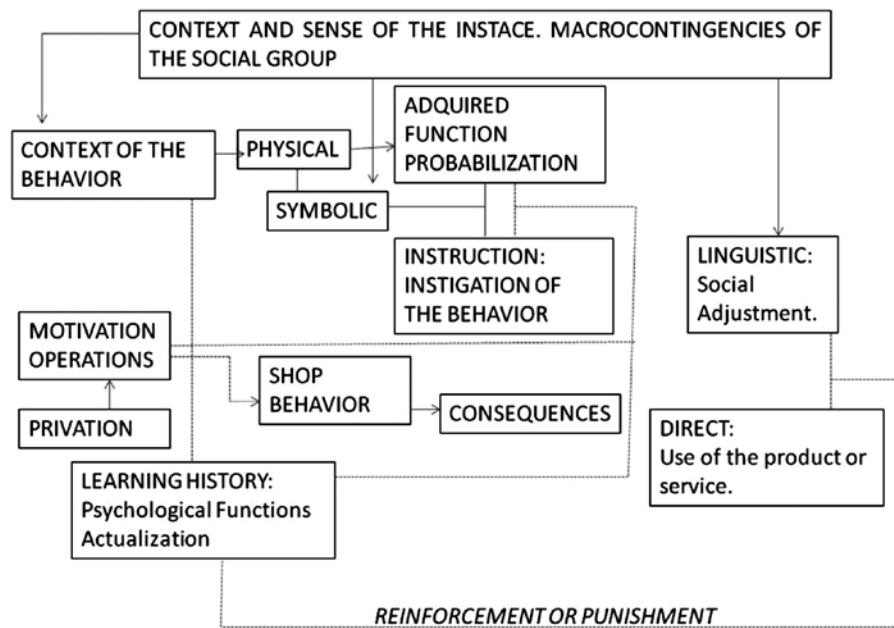 CONTEXT AND SENSE OF THE INSTACE. MACROCONTINGENCIES OF
THE SOCIAL GROUP
CONTEXT OF THE
BEHAVIOR
PHYSICAL
ADQUIRED
FUNCTION
PROBABILIZATION
SYMBOLIC
INSTRUCTION:
INSTIGATION OF
THE BEHAVIOR
LINGUISTIC:
Social
Adjustment.
MOTIVATION
OPERATIONS
SHOP
BEHAVIOR
CONSEQUENCES
PRIVATION
DIRECT:
Use of the product or
service.
LEARNING HISTORY:
Psychological Functions
Actualization
REINFORCEMENT OR PUNISHMENT